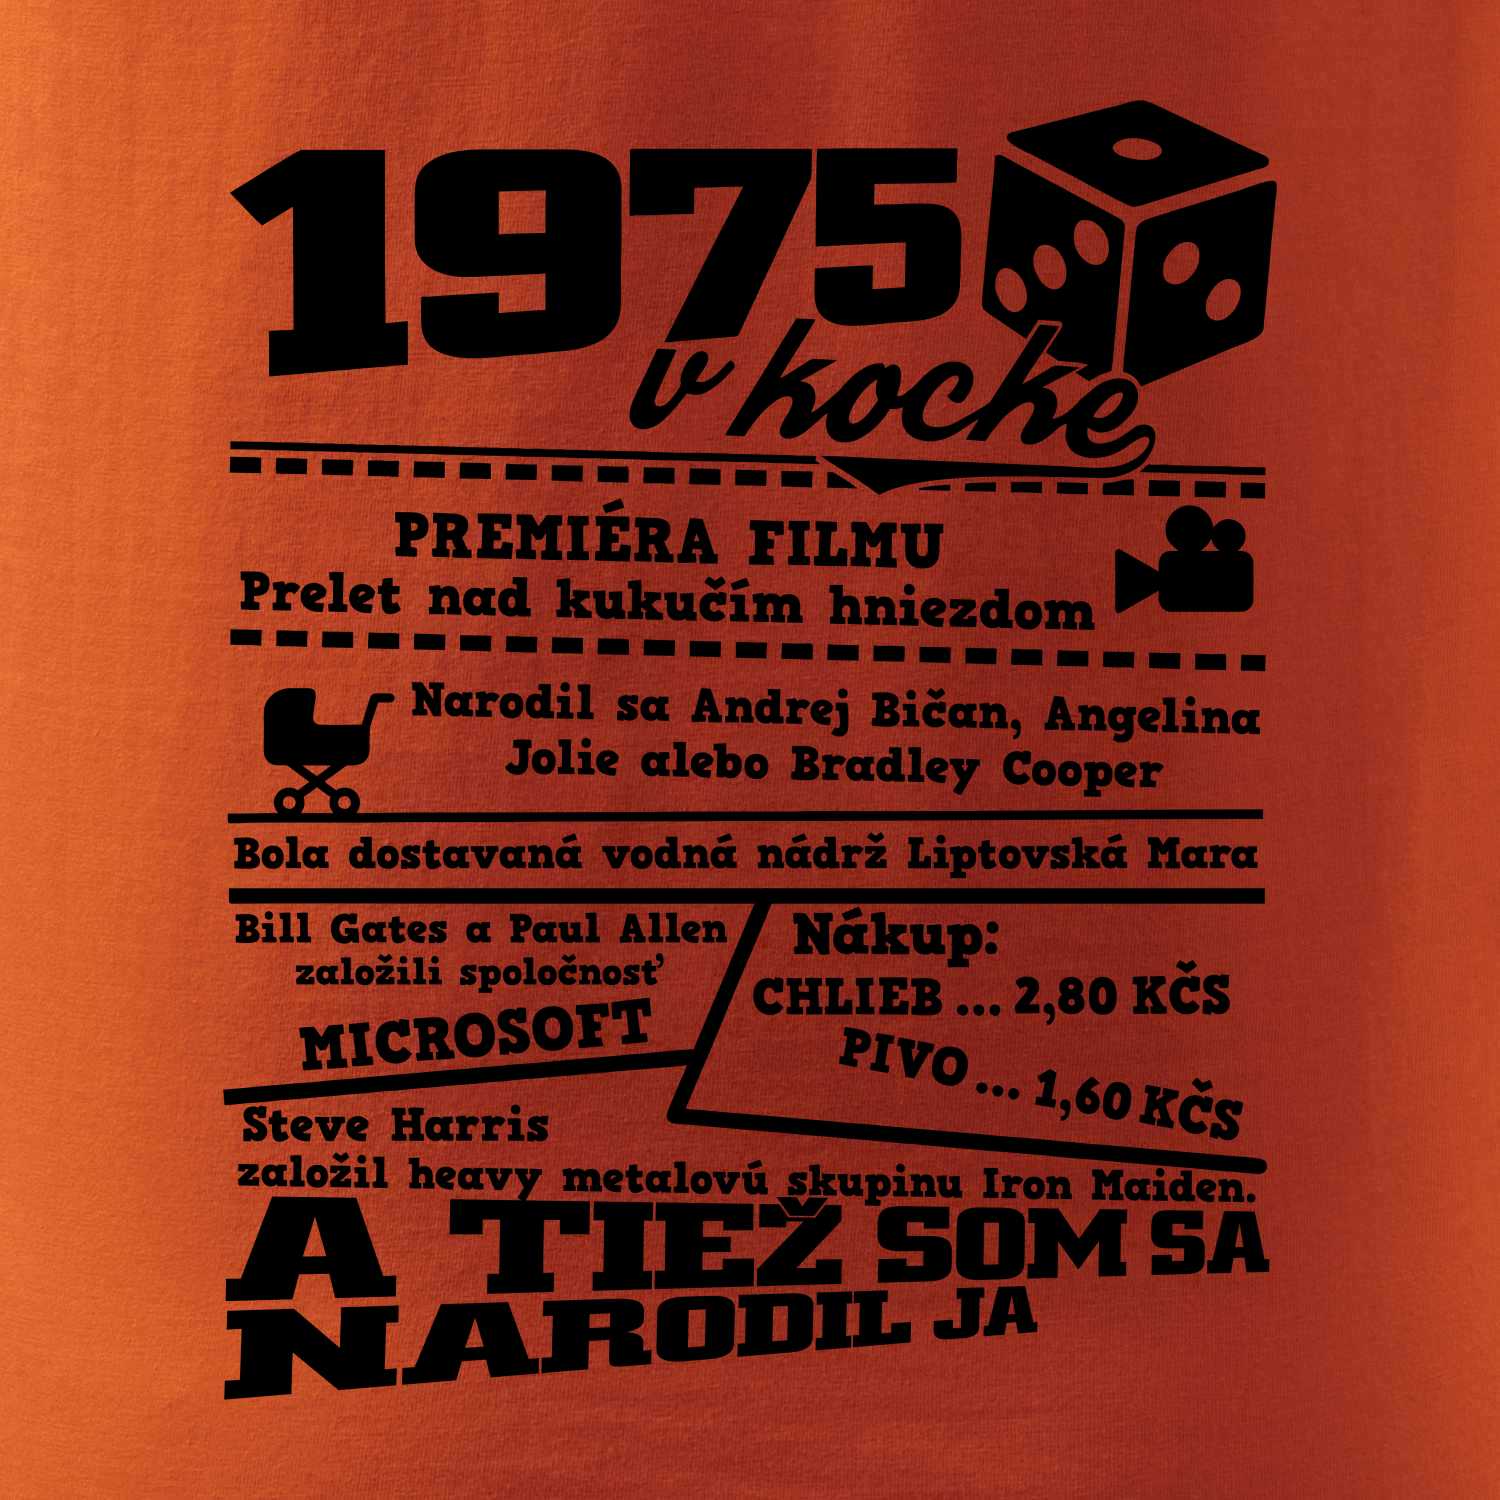 1975
v kocke
PREMIÉRA FILMU
Prelet nad kukučím hniezdom
Narodil sa Andrej Bičan, Angelina
Jolie alebo Bradley Cooper
Bola dostavaná vodná nádrž Liptovská Mara
Bill Gates a Paul Allen
založili spoločnosť
MICROSOFT
Nákup:
CHLIEB ... 2,80 KČS
PIVO ... 1,60 KČS
Steve Harris
založil heavy metalovú skupinu Iron Maiden.
A TIEŽ SOM SA
NARODIL JA